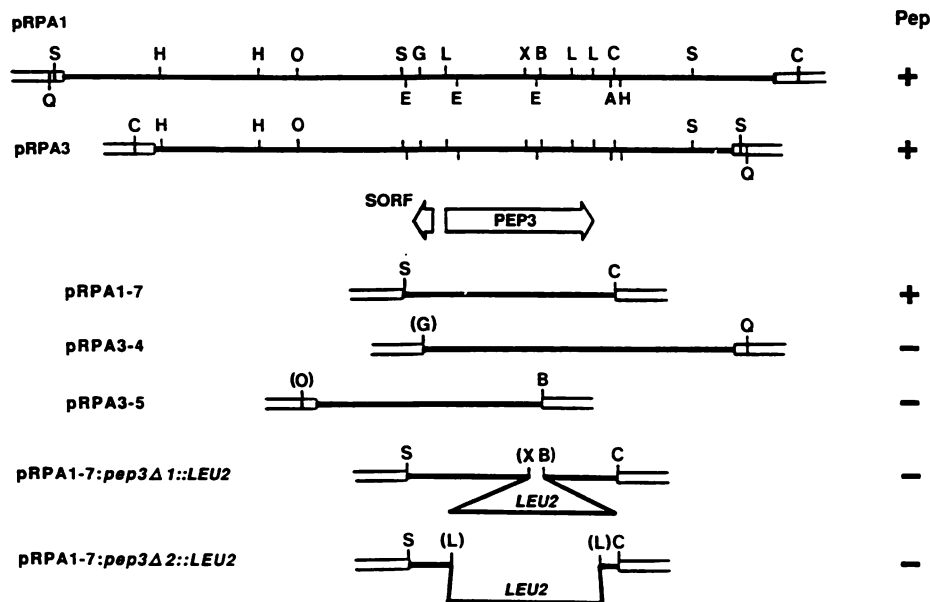 pRPA1 Pep
S H H O S G L X B L L C S C
+
Q E E E A H
C H H O S S
pRPA3 +
Q
SORF
PEP3
S C
pRPA1-7 +
(G) Q
pRPA3-4 −
(O) B
pRPA3-5 −
S (X B) C
pRPA1-7:pep3Δ1::LEU2 −
LEU2
S (L) (L) C
pRPA1-7:pep3Δ2::LEU2 −
LEU2